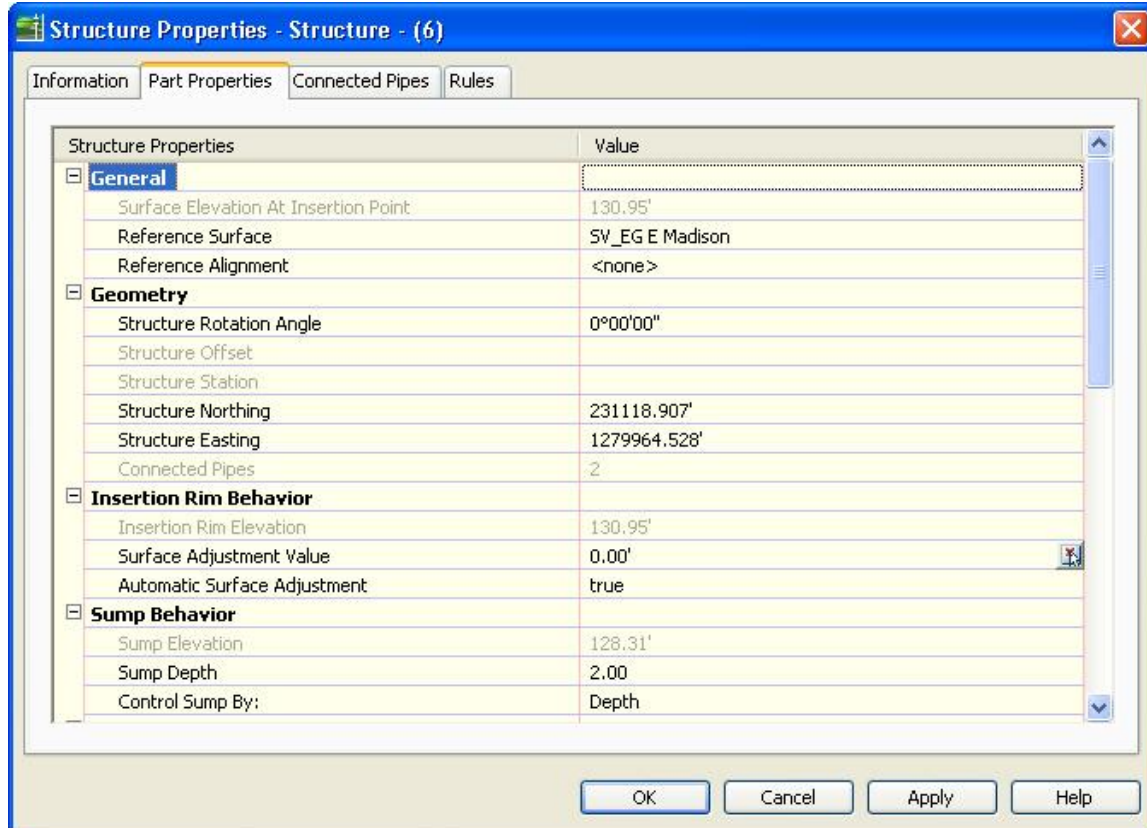 Structure Properties - Structure - (6)
Information Part Properties Connected Pipes Rules
Structure Properties Value
General
Surface Elevation At Insertion Point 130.95'
Reference Surface SV_EG E Madison
Reference Alignment <none>
Geometry
Structure Rotation Angle 0°00'00"
Structure Offset
Structure Station
Structure Northing 231118.907'
Structure Easting 1279964.528'
Connected Pipes 2
Insertion Rim Behavior
Insertion Rim Elevation 130.95'
Surface Adjustment Value 0.00'
Automatic Surface Adjustment true
Sump Behavior
Sump Elevation 128.31'
Sump Depth 2.00
Control Sump By: Depth
OK Cancel Apply Help